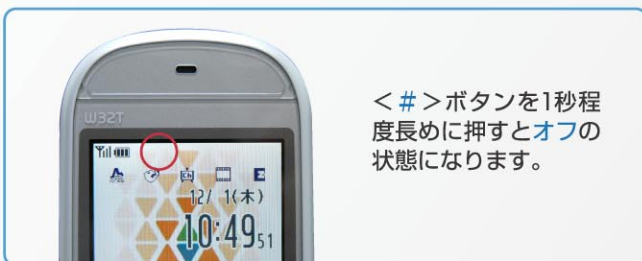 W32T
12/ 1(木)
10:49 51
<#>ボタンを1秒程
度長めに押すとオフの
状態になります。